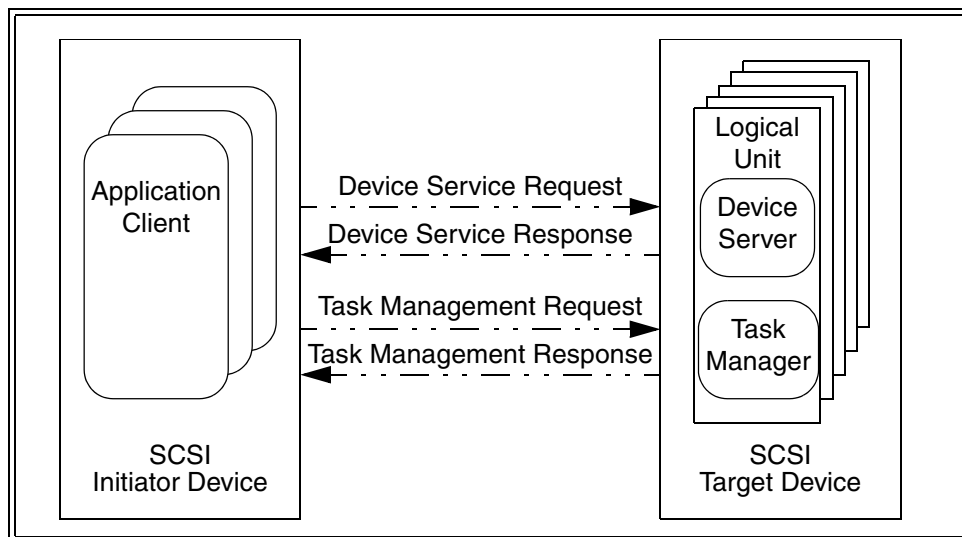 Application
Client
SCSI
Initiator Device
Device Service Request
Device Service Response
Task Management Request
Task Management Response
Logical
Unit
Device
Server
Task
Manager
SCSI
Target Device